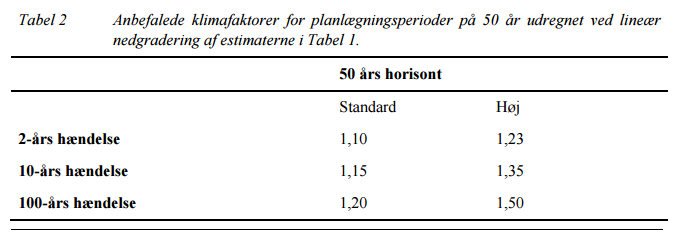 Tabel 2 Anbefalede klimafaktorer for planlægningsperioder på 50 år udregnet ved lineær
nedgradering af estimaterne i Tabel 1.
50 års horisont
Standard Høj
2-års hændelse 1,10 1,23
10-års hændelse 1,15 1,35
100-års hændelse 1,20 1,50